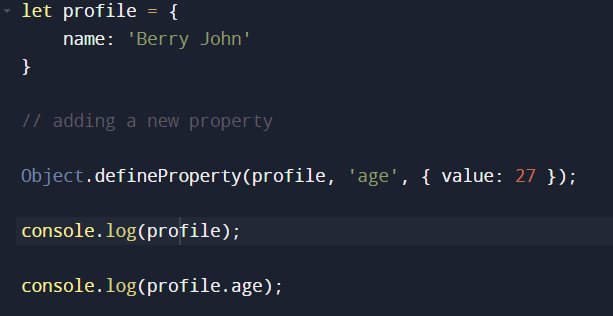 let profile = {
    name: 'Berry John'
}
// adding a new property
Object.defineProperty(profile, 'age', { value: 27 });
console.log(profile);
console.log(profile.age);